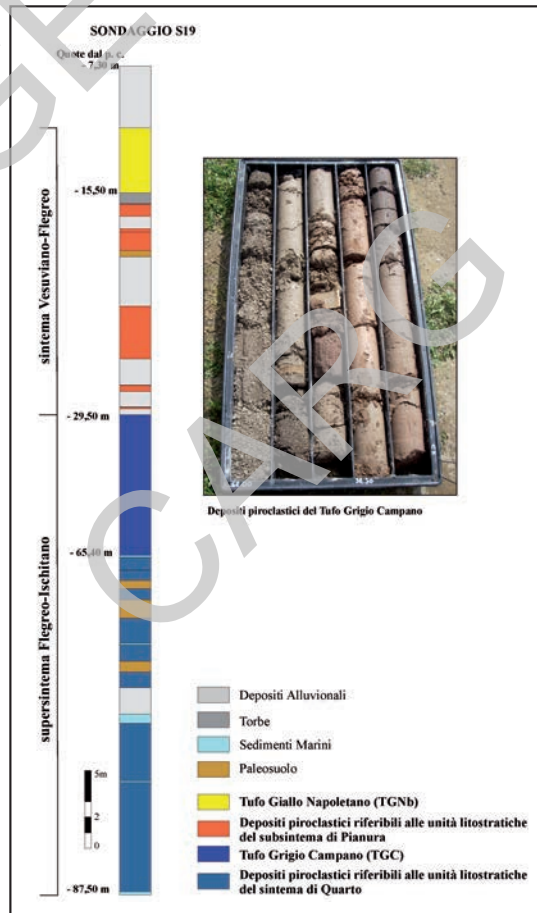 SONDAGGIO S19
Quote dal p. c.
- 7,30 m
- 15,50 m
- 29,50 m
- 65,40 m
- 87,50 m
sintema Vesuviano-Flegreo
supersintema Flegreo-Ischitano
Depositi piroclastici del Tufo Grigio Campano
Depositi Alluvionali
Torbe
Sedimenti Marini
Paleosuolo
Tufo Giallo Napoletano (TGNb)
Depositi piroclastici riferibili alle unità litostratiche
del subsintema di Pianura
Tufo Grigio Campano (TGC)
Depositi piroclastici riferibili alle unità litostratiche
del sintema di Quarto
5m
2
0
CARG